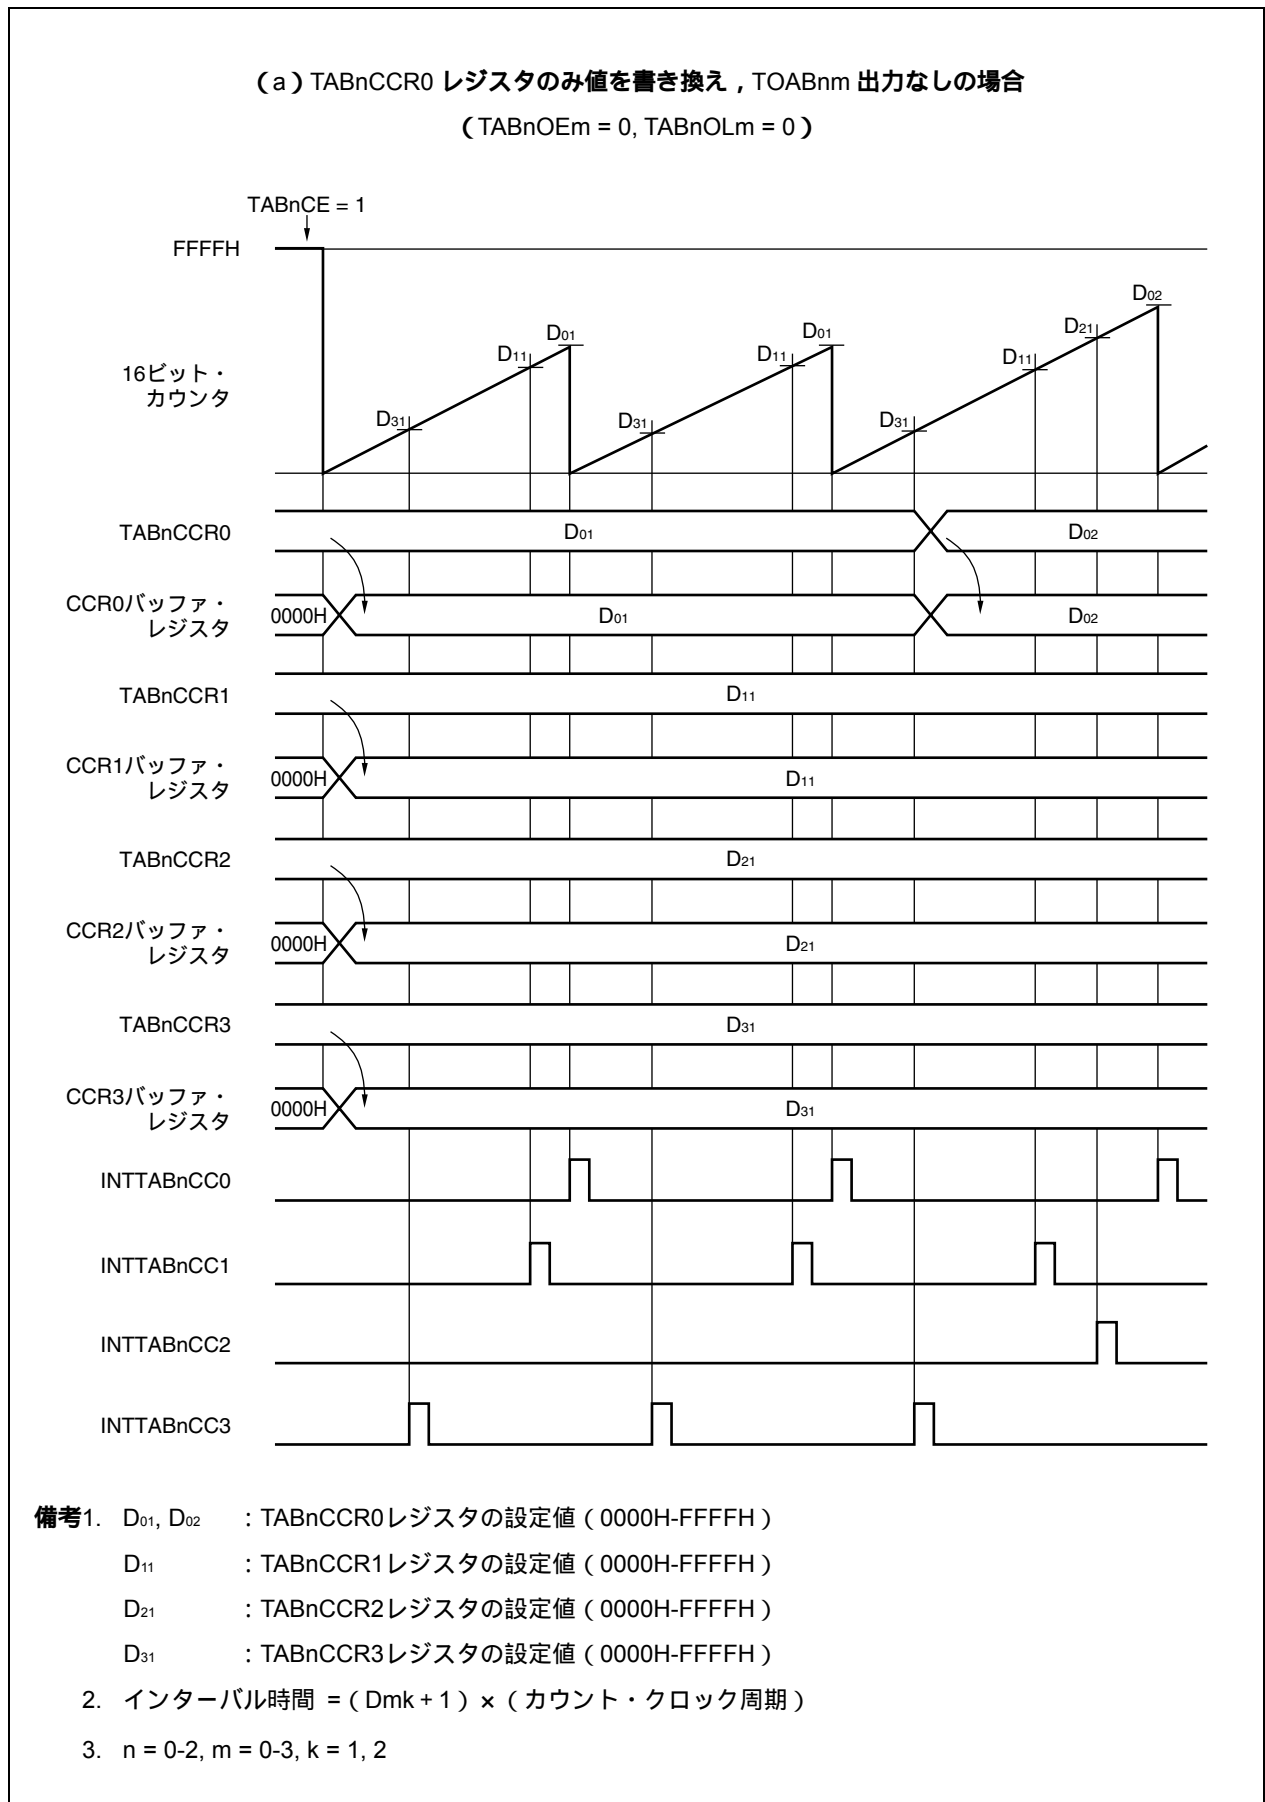 （a）TABnCCR0 レジスタのみ値を書き換え，TOABnm 出力なしの場合
（TABnOEm = 0, TABnOLm = 0）
TABnCE = 1
FFFFH
16ビット・
カウンタ
D31
D11
D01
D31
D11
D01
D31
D11
D21
D02
TABnCCR0
D01
D02
CCR0バッファ・
レジスタ
0000H
D01
D02
TABnCCR1
D11
CCR1バッファ・
レジスタ
0000H
D11
TABnCCR2
D21
CCR2バッファ・
レジスタ
0000H
D21
TABnCCR3
D31
CCR3バッファ・
レジスタ
0000H
D31
INTTABnCC0
INTTABnCC1
INTTABnCC2
INTTABnCC3
備考1. D01, D02 ：TABnCCR0レジスタの設定値（0000H-FFFFH）
D11 ：TABnCCR1レジスタの設定値（0000H-FFFFH）
D21 ：TABnCCR2レジスタの設定値（0000H-FFFFH）
D31 ：TABnCCR3レジスタの設定値（0000H-FFFFH）
2. インターバル時間 =（Dmk + 1）×（カウント・クロック周期）
3. n = 0-2, m = 0-3, k = 1, 2